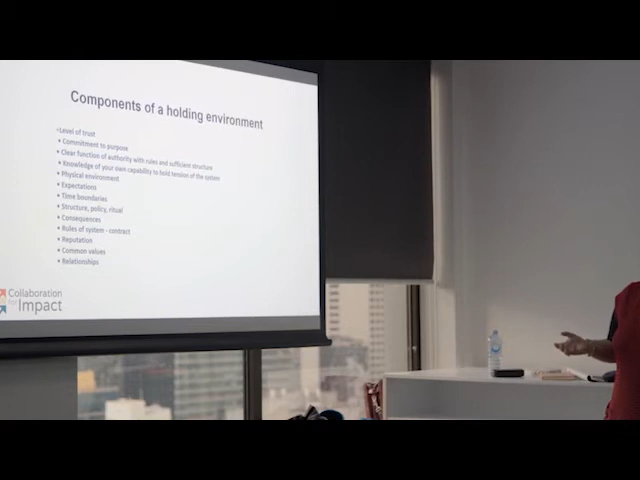 Components of a holding environment
•Level of trust
• Commitment to purpose
• Clear function of authority with rules and sufficient structure
• Knowledge of your own capability to hold tension of the system
• Physical environment
• Expectations
• Time boundaries
• Structure, policy, ritual
• Consequences
• Rules of system - contract
• Reputation
• Common values
• Relationships
Collaboration
for Impact